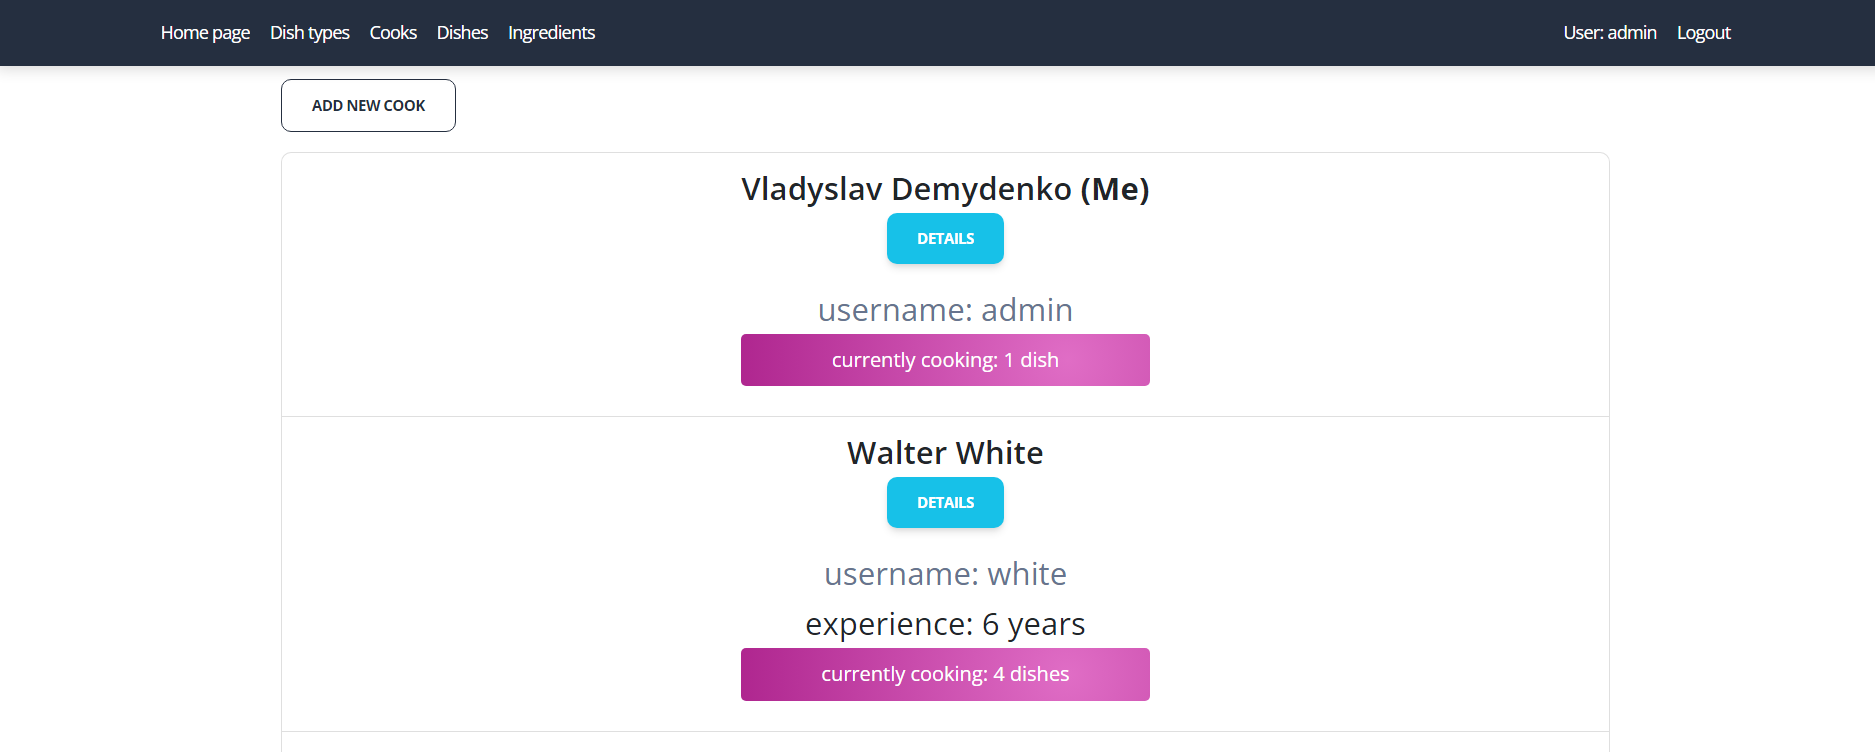 Home page Dish types Cooks Dishes Ingredients User: admin Logout
ADD NEW COOK
Vladyslav Demydenko (Me)
DETAILS
username: admin
currently cooking: 1 dish
Walter White
DETAILS
username: white
experience: 6 years
currently cooking: 4 dishes